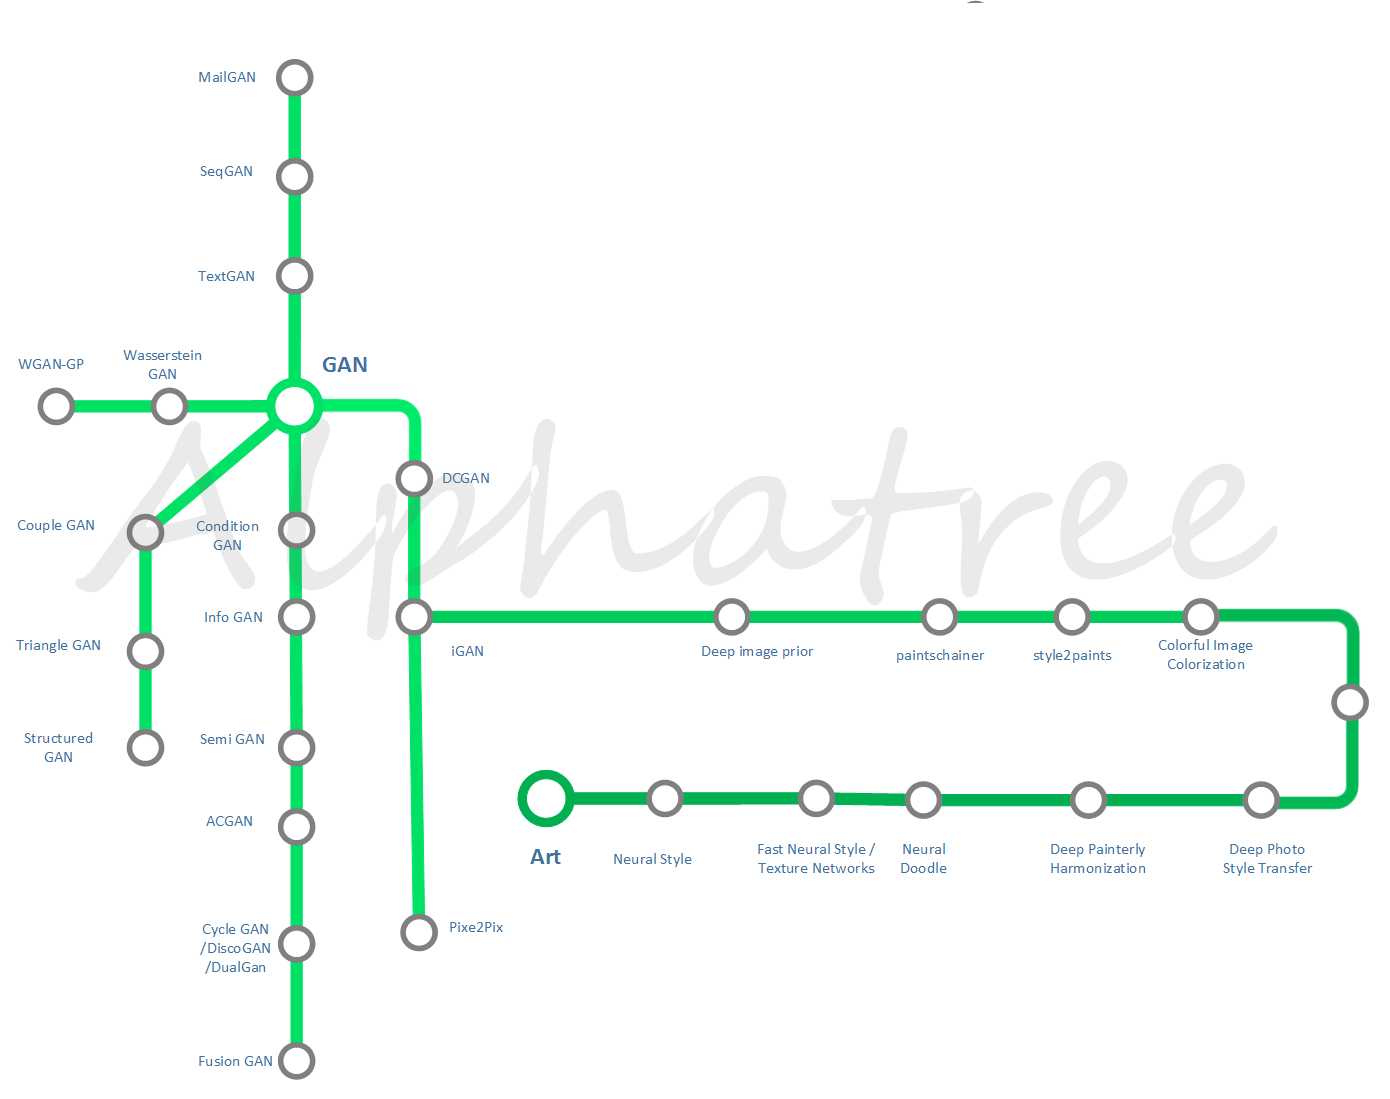 MailGAN
SeqGAN
TextGAN
WGAN-GP
Wasserstein
GAN
GAN
DCGAN
Couple GAN
Condition
GAN
Alphatree
Info GAN
iGAN
Deep image prior
paintschainer
style2paints
Colorful Image
Colorization
Triangle GAN
Structured
GAN
Semi GAN
ACGAN
Art
Neural Style
Fast Neural Style /
Texture Networks
Neural
Doodle
Deep Painterly
Harmonization
Deep Photo
Style Transfer
Cycle GAN
/DiscoGAN
/DualGan
Pixe2Pix
Fusion GAN